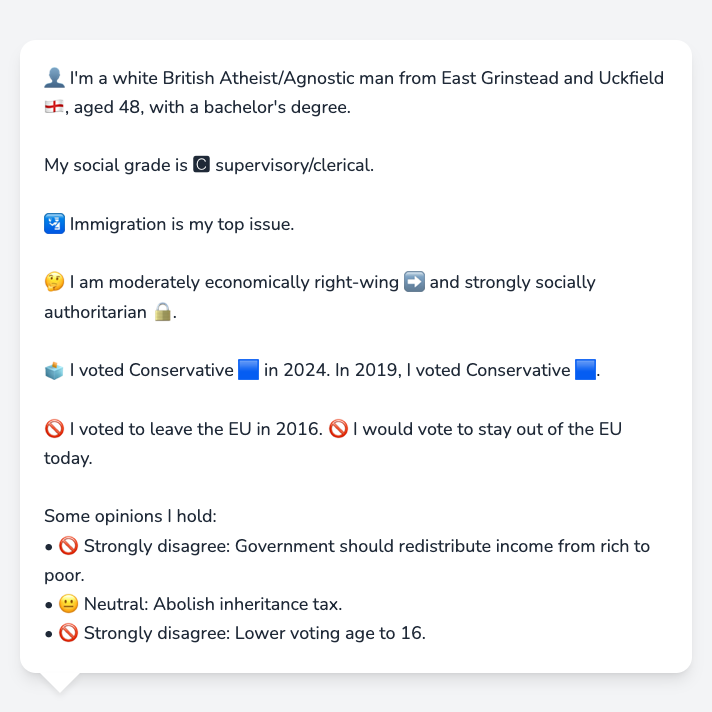 👤 I'm a white British Atheist/Agnostic man from East Grinstead and Uckfield
🏴󠁧󠁢󠁥󠁮󠁧󠁿, aged 48, with a bachelor's degree.
My social grade is 🅲 supervisory/clerical.
🛂 Immigration is my top issue.
🤔 I am moderately economically right-wing ➡️ and strongly socially
authoritarian 🔒.
🗳️ I voted Conservative 🟦 in 2024. In 2019, I voted Conservative 🟦.
🚫 I voted to leave the EU in 2016. 🚫 I would vote to stay out of the EU
today.
Some opinions I hold:
• 🚫 Strongly disagree: Government should redistribute income from rich to
poor.
• 😐 Neutral: Abolish inheritance tax.
• 🚫 Strongly disagree: Lower voting age to 16.